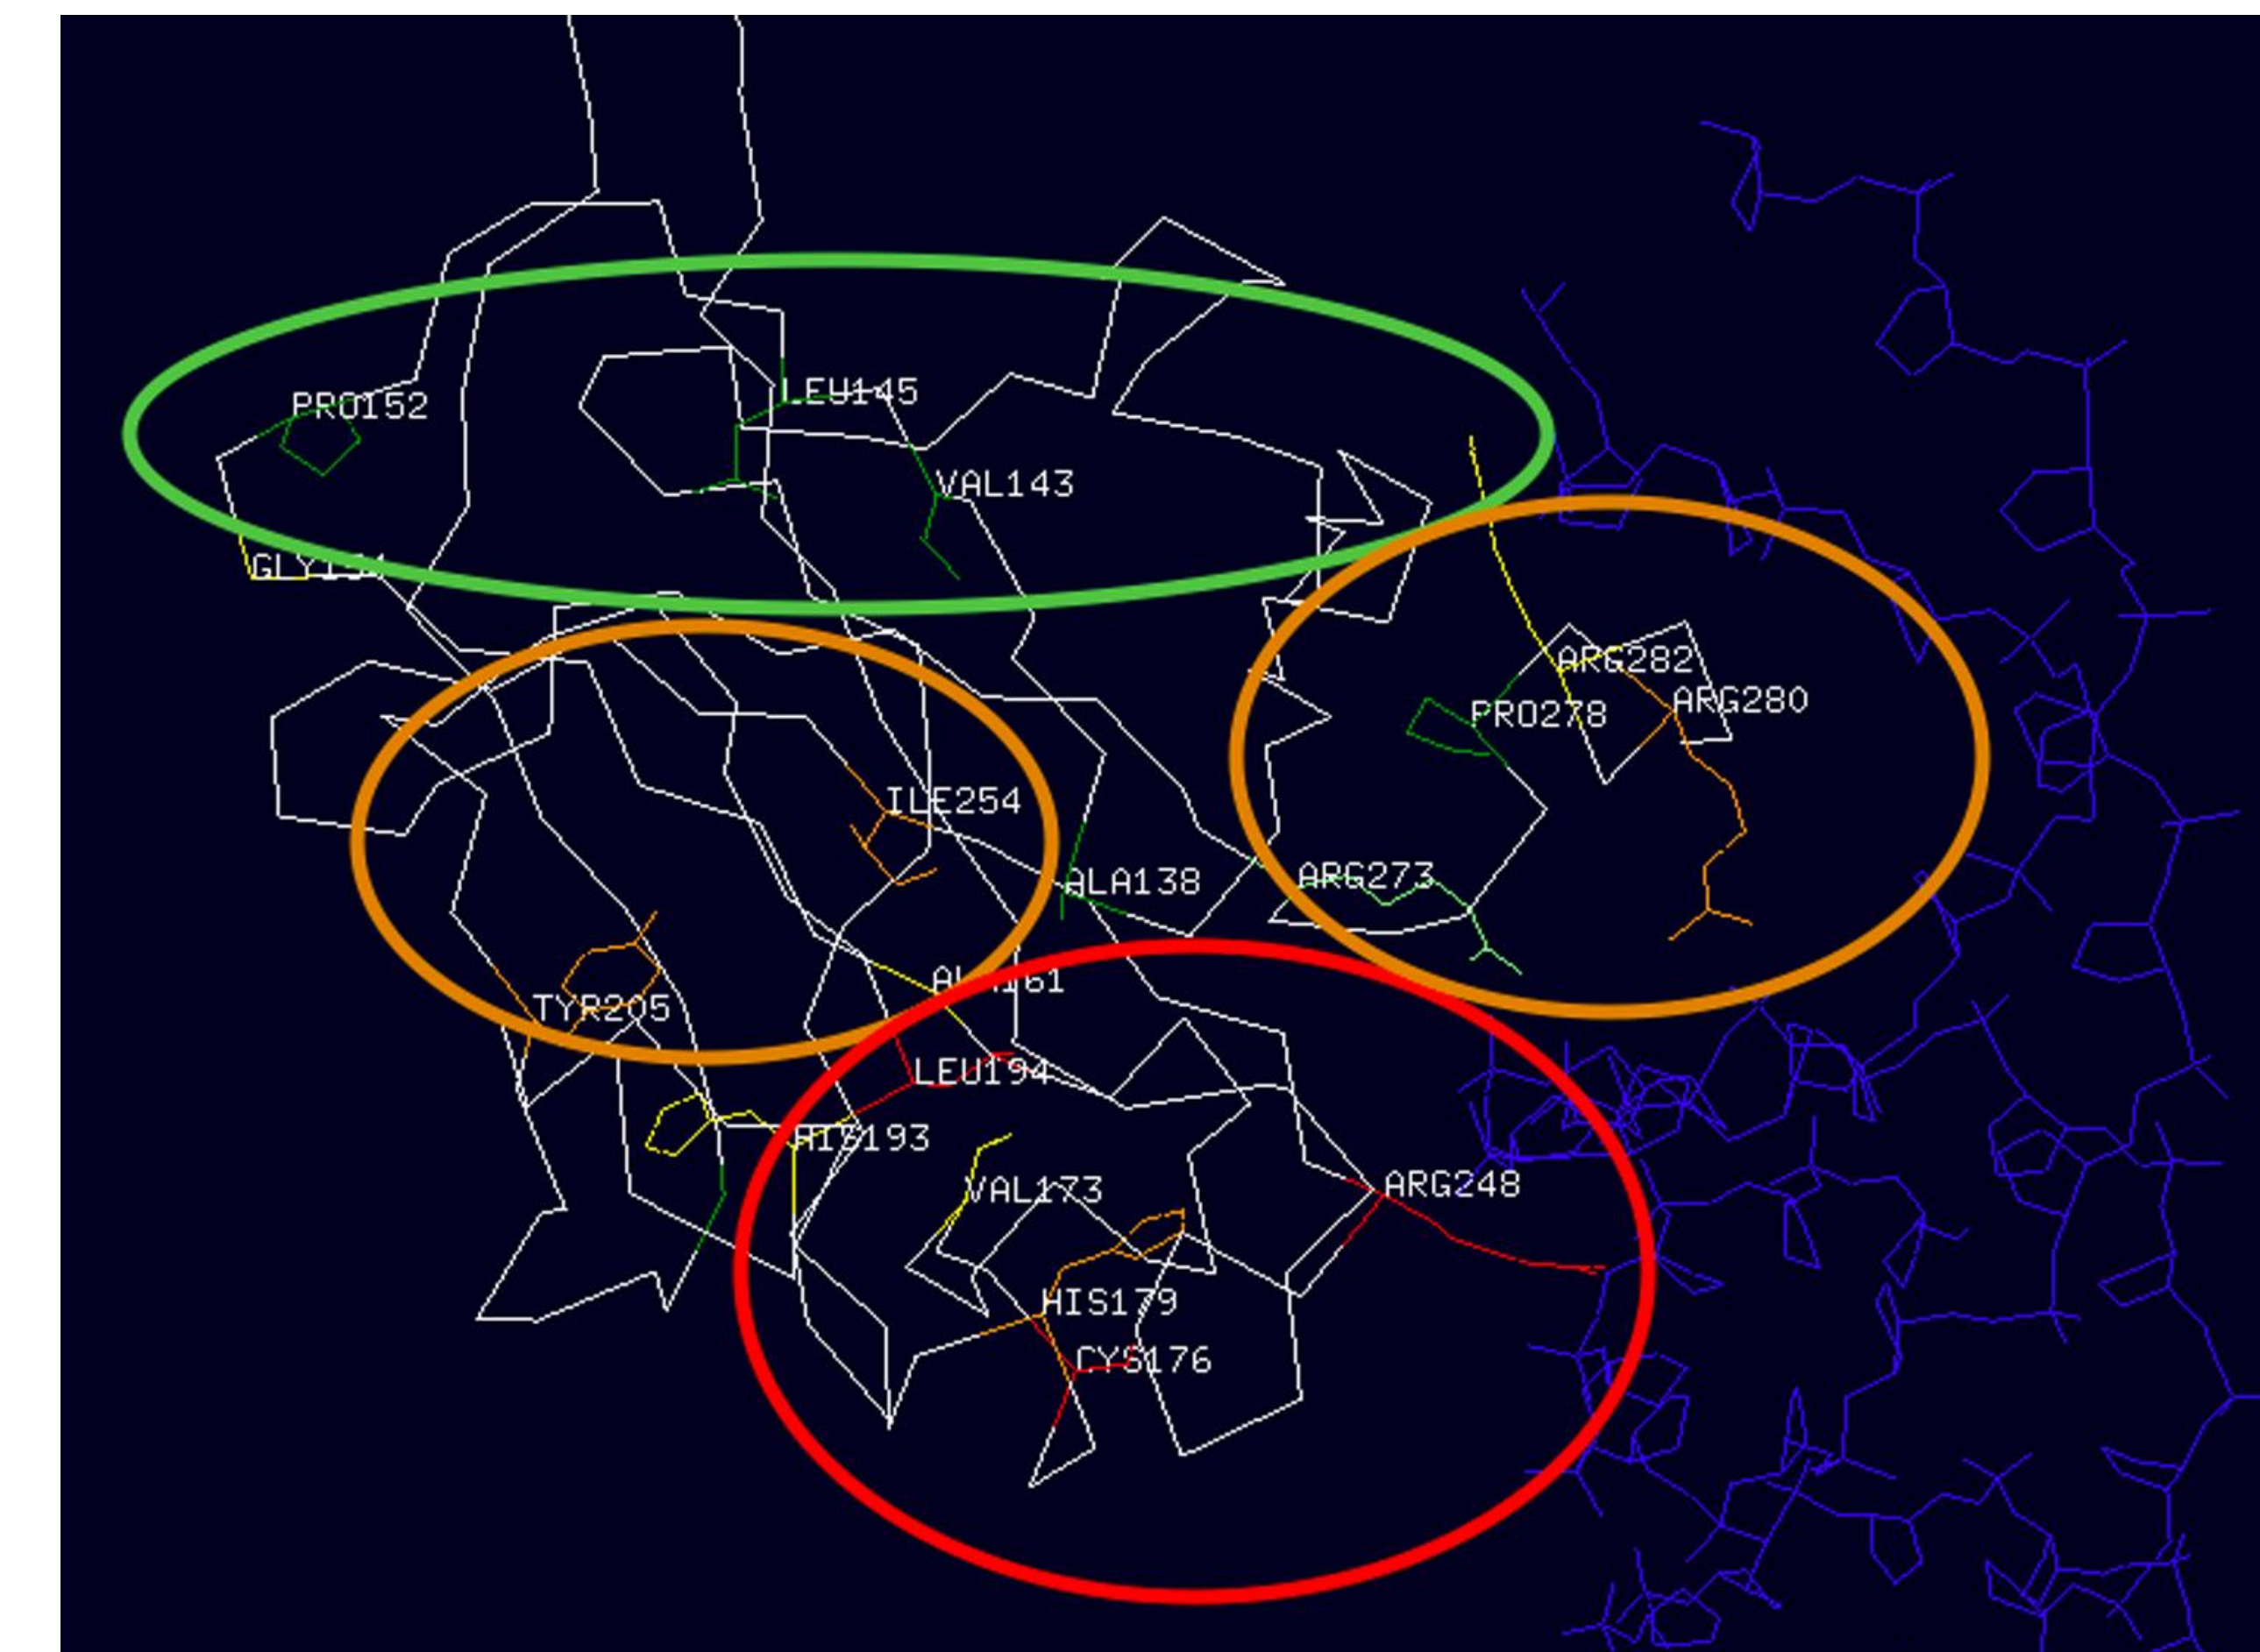 PRO152
LEU145
VAL143
ARG282
ARG280
PRO278
ILE254
ARG273
ALA138
TYR205
LEU194
HIS193
VAL173
ARG248
HIS179
CYS176